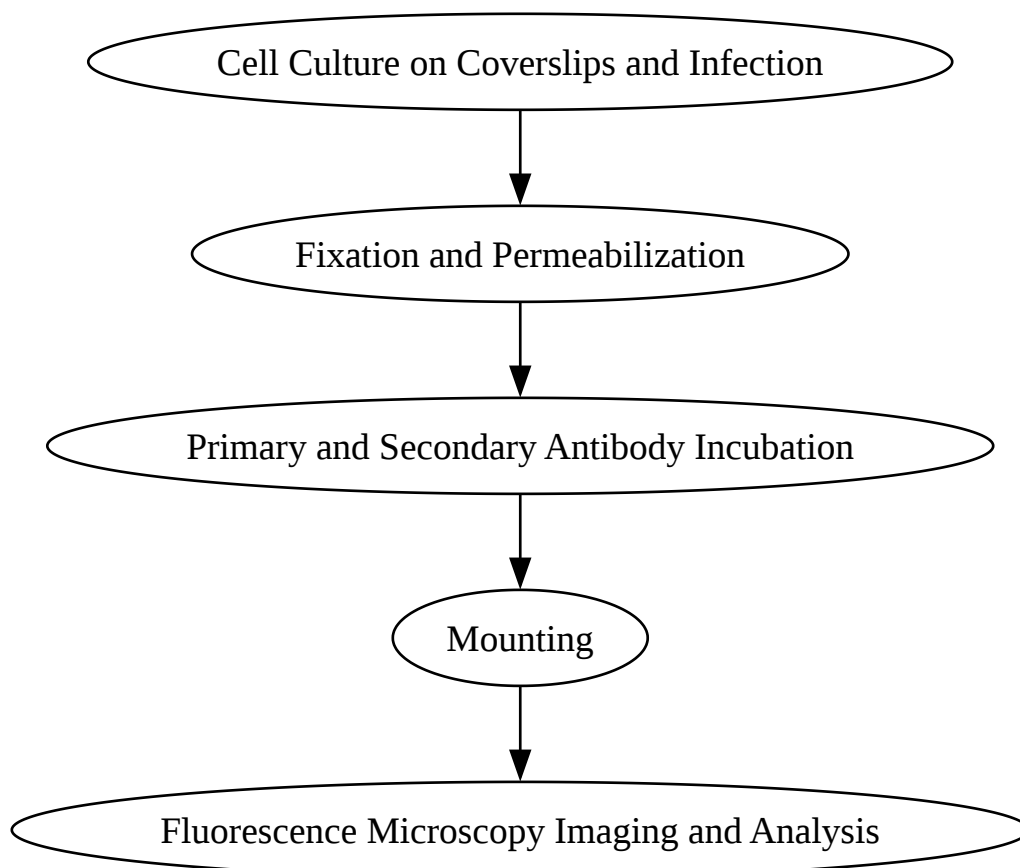 Cell Culture on Coverslips and Infection
Fixation and Permeabilization
Primary and Secondary Antibody Incubation
Mounting
Fluorescence Microscopy Imaging and Analysis